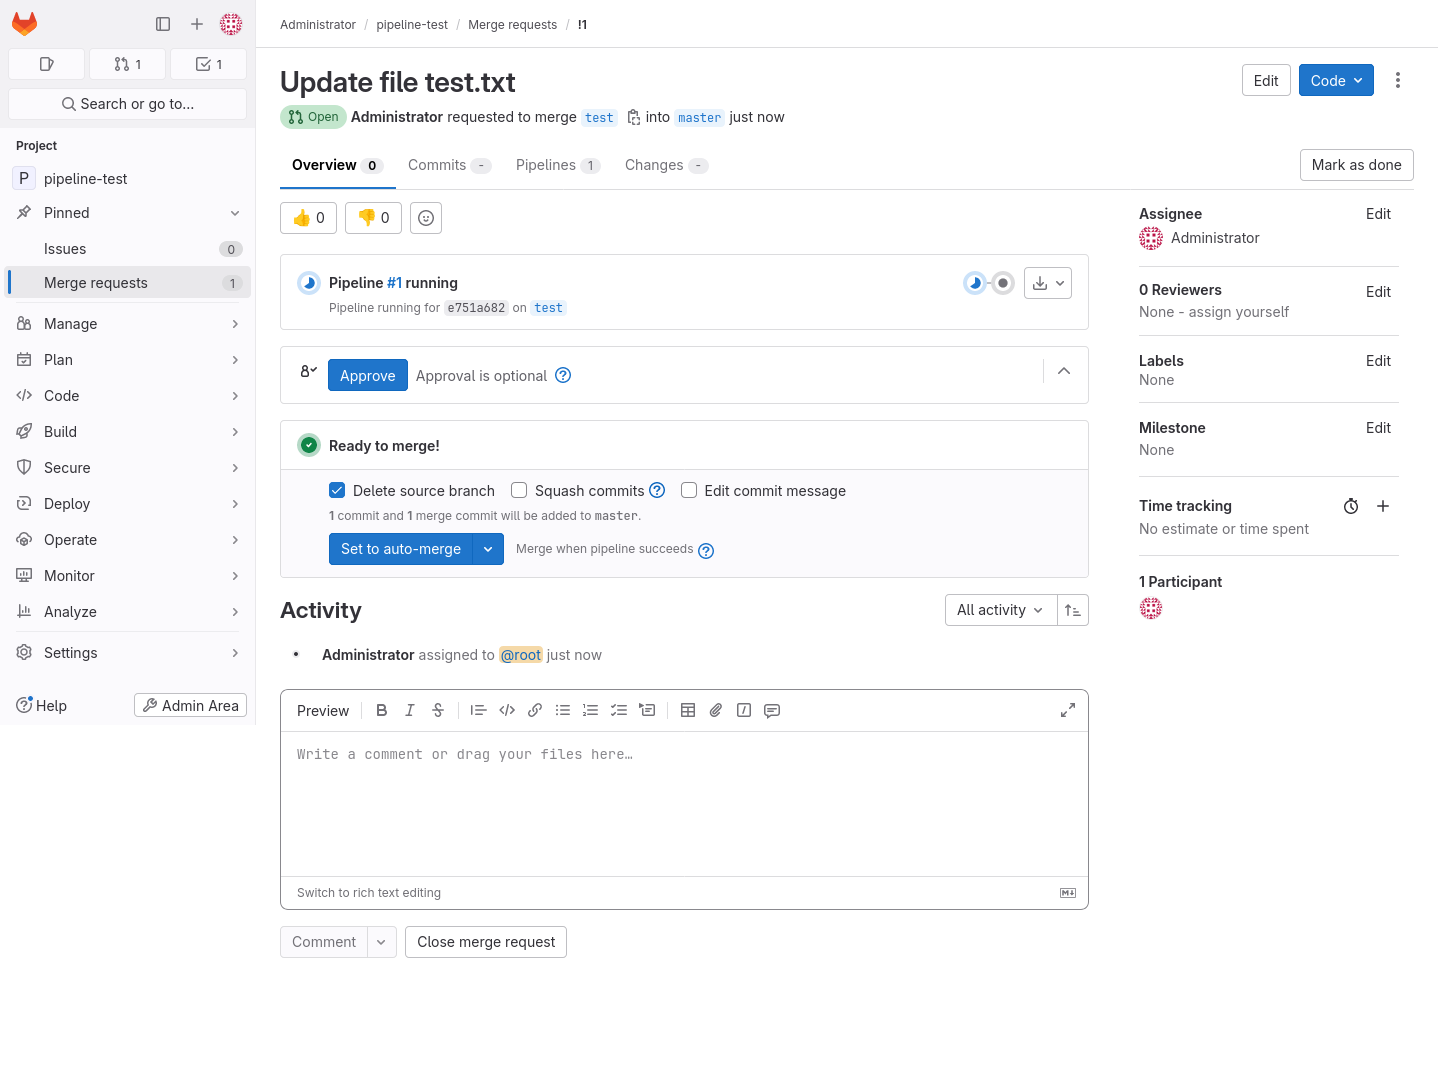 Administrator / pipeline-test / Merge requests / !1
1
1
Search or go to...
Project
P pipeline-test
Pinned
Issues 0
Merge requests 1
Manage
Plan
Code
Build
Secure
Deploy
Operate
Monitor
Analyze
Settings
Help
Admin Area
Update file test.txt
Edit
Code
Open Administrator requested to merge test into master just now
Overview 0 Commits - Pipelines 1 Changes -
Mark as done
0
0
Pipeline #1 running
Pipeline running for e751a682 on test
Approve Approval is optional
Ready to merge!
Delete source branch Squash commits Edit commit message
1 commit and 1 merge commit will be added to master.
Set to auto-merge Merge when pipeline succeeds
Activity
All activity
Administrator assigned to @root just now
Preview
Write a comment or drag your files here…
Switch to rich text editing
Comment Close merge request
Assignee Edit
Administrator
0 Reviewers Edit
None - assign yourself
Labels Edit
None
Milestone Edit
None
Time tracking
No estimate or time spent
1 Participant